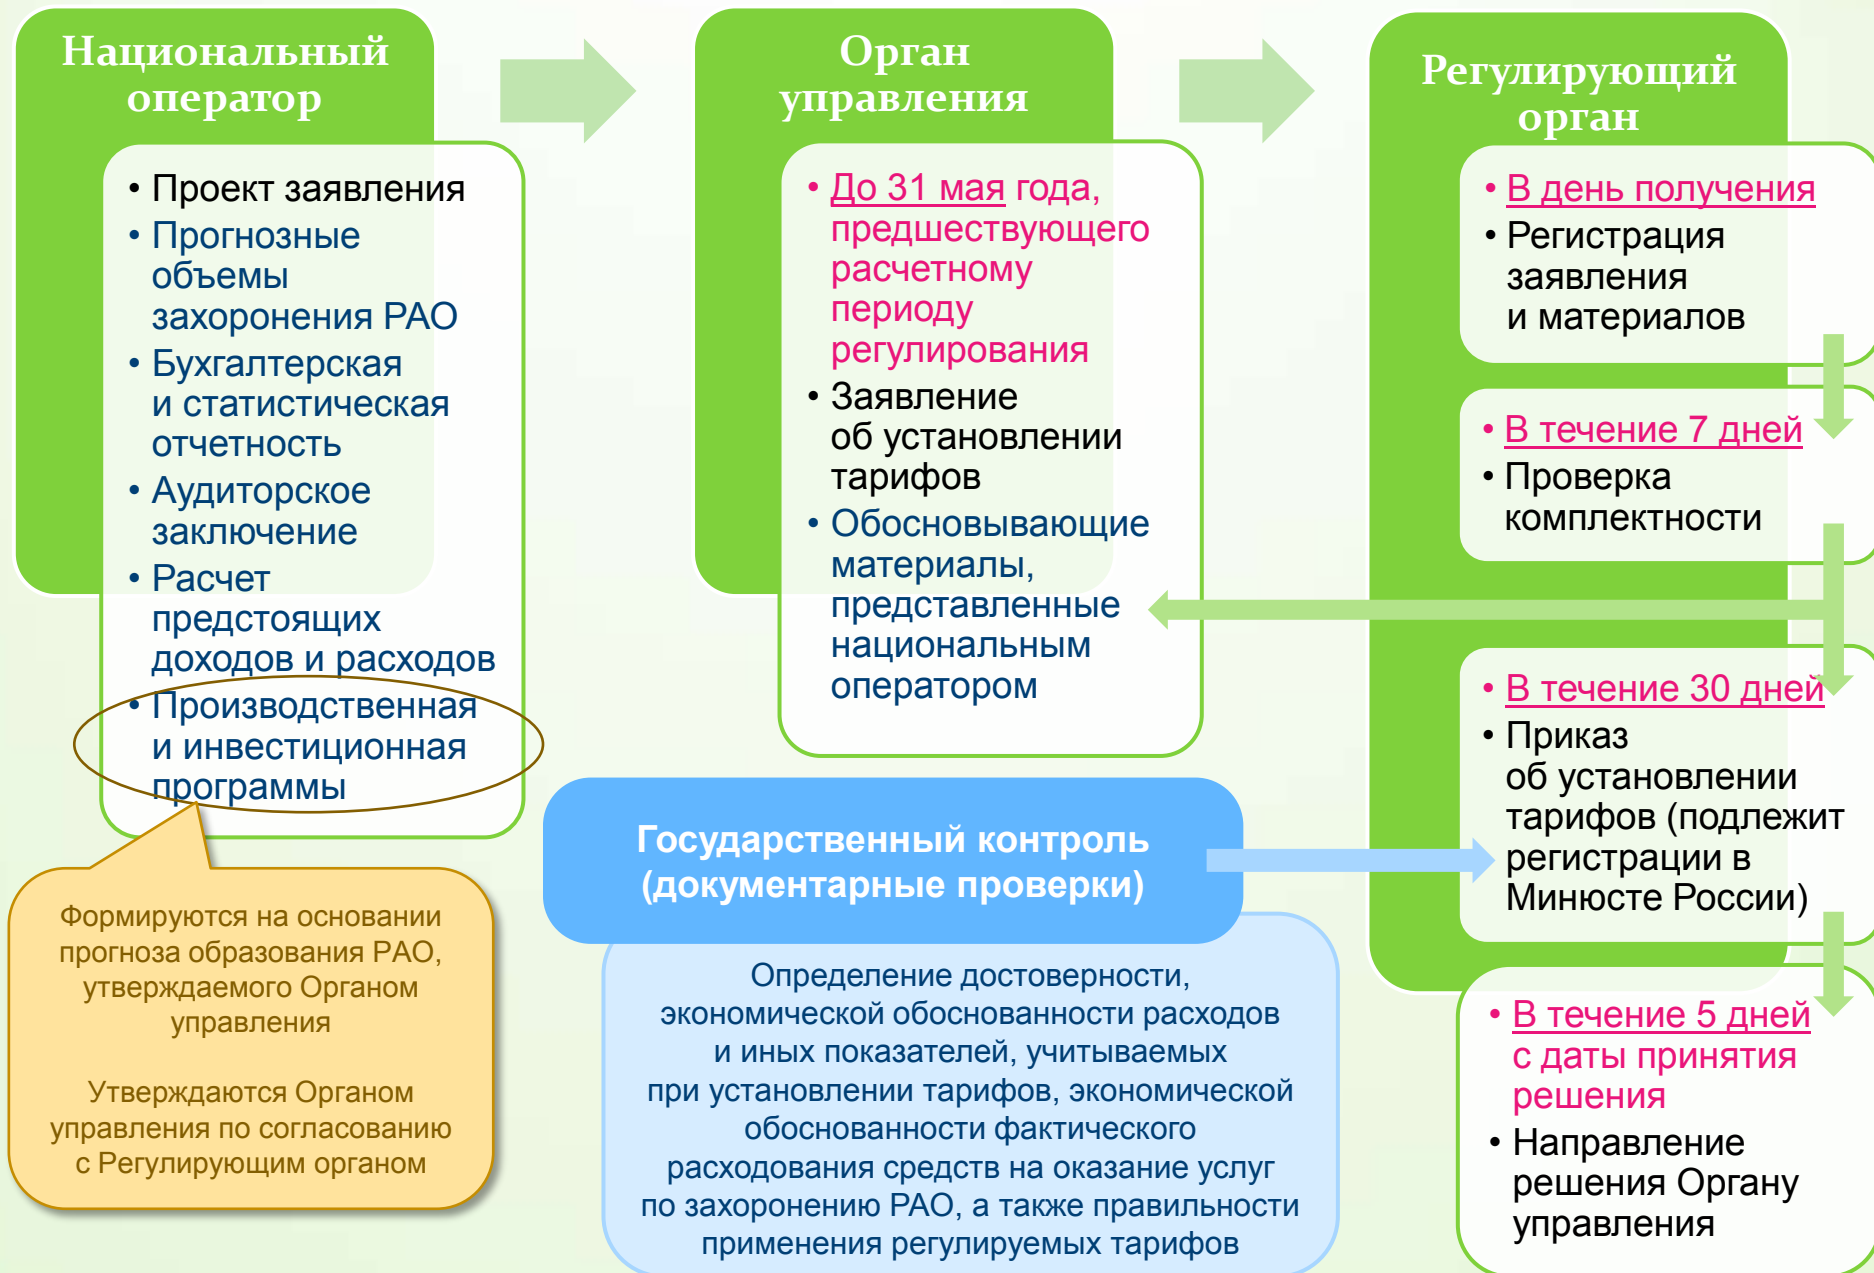 Национальный
оператор
• Проект заявления
• Прогнозные
объемы
захоронения РАО
• Бухгалтерская
и статистическая
отчетность
• Аудиторское
заключение
• Расчет
предстоящих
доходов и расходов
• Производственная
и инвестиционная
программы
Формируются на основании
прогноза образования РАО,
утверждаемого Органом
управления
Утверждаются Органом
управления по согласованию
с Регулирующим органом
Орган
управления
• До 31 мая года,
предшествующего
расчетному
периоду
регулирования
• Заявление
об установлении
тарифов
• Обосновывающие
материалы,
представленные
национальным
оператором
Государственный контроль
(документарные проверки)
Определение достоверности,
экономической обоснованности расходов
и иных показателей, учитываемых
при установлении тарифов, экономической
обоснованности фактического
расходования средств на оказание услуг
по захоронению РАО, а также правильности
применения регулируемых тарифов
Регулирующий
орган
• В день получения
• Регистрация
заявления
и материалов
• В течение 7 дней
• Проверка
комплектности
• В течение 30 дней
• Приказ
об установлении
тарифов (подлежит
регистрации в
Минюсте России)
• В течение 5 дней
с даты принятия
решения
• Направление
решения Органу
управления